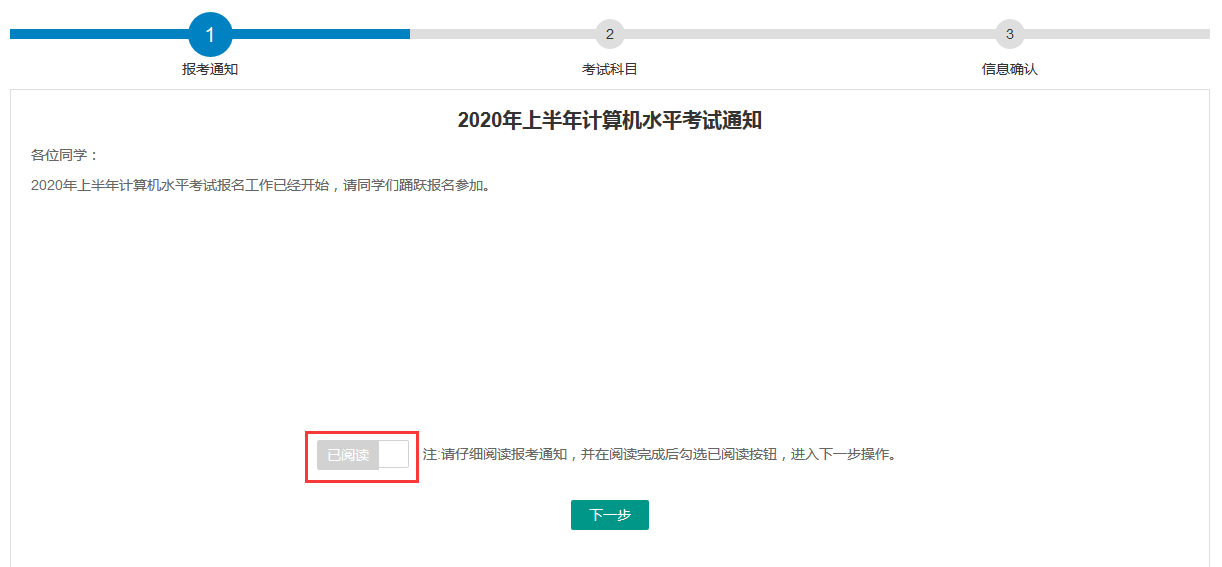 1
2
3
报考通知
考试科目
信息确认
2020年上半年计算机水平考试通知
各位同学：
2020年上半年计算机水平考试报名工作已经开始，请同学们踊跃报名参加。
已阅读
注:请仔细阅读报考通知，并在阅读完成后勾选已阅读按钮，进入下一步操作。
下一步